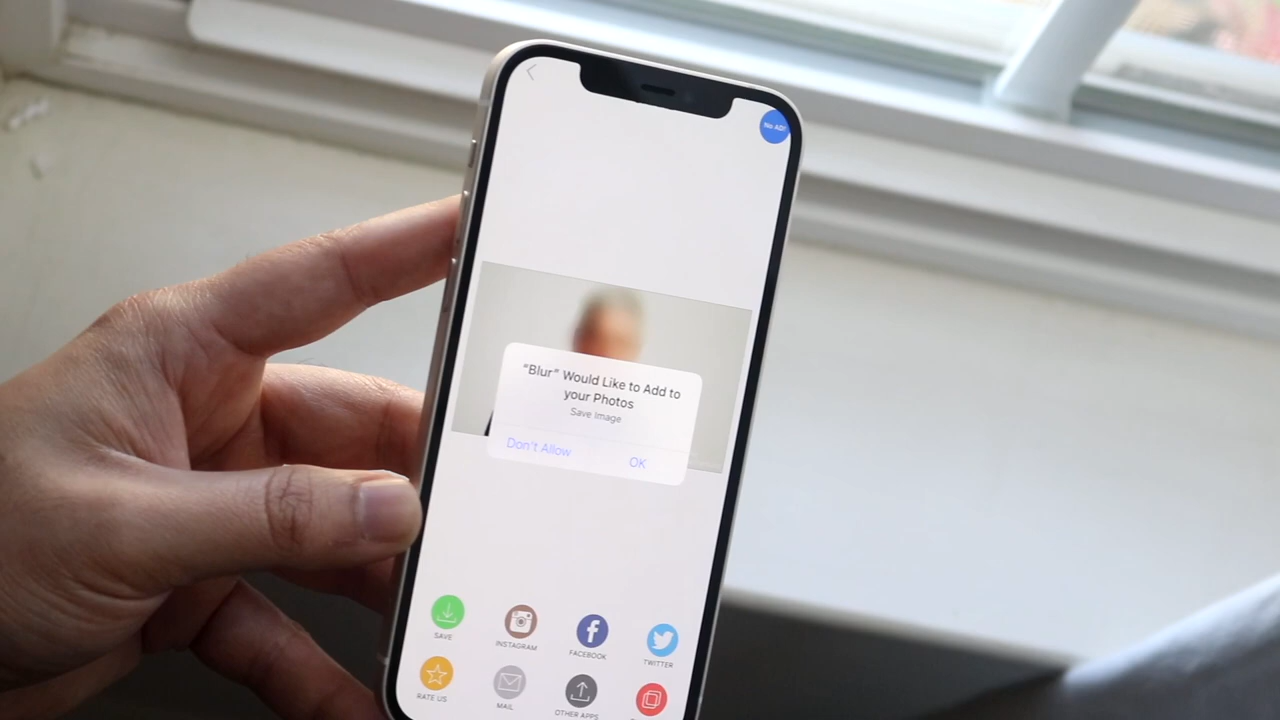 No AD!
"Blur" Would Like to Add to
your Photos
Save Image
Don't Allow
OK
SAVE
INSTAGRAM
FACEBOOK
TWITTER
RATE US
MAIL
OTHER APPS